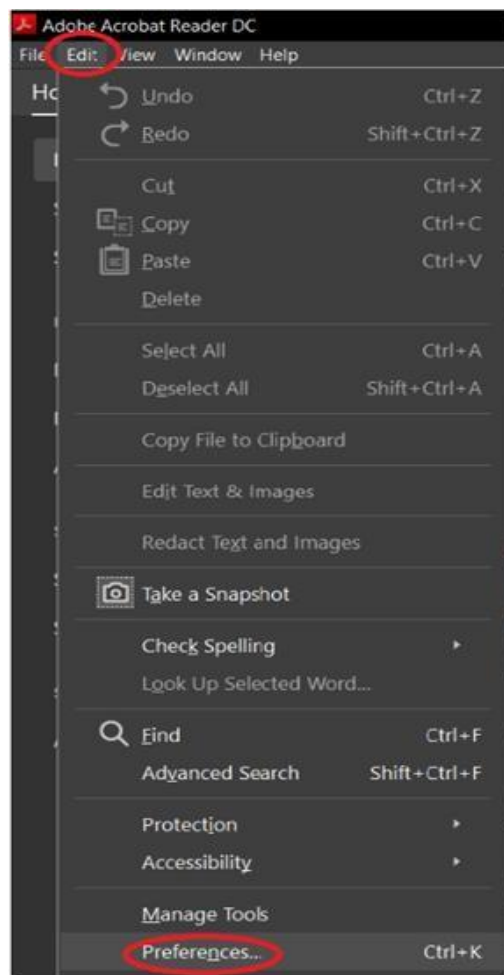 Adobe Acrobat Reader DC
File Edit View Window Help
Undo Ctrl+Z
Redo Shift+Ctrl+Z
Cut Ctrl+X
Copy Ctrl+C
Paste Ctrl+V
Delete
Select All Ctrl+A
Deselect All Shift+Ctrl+A
Copy File to Clipboard
Edit Text & Images
Redact Text and Images
Take a Snapshot
Check Spelling
Look Up Selected Word...
Find Ctrl+F
Advanced Search Shift+Ctrl+F
Protection
Accessibility
Manage Tools
Preferences... Ctrl+K